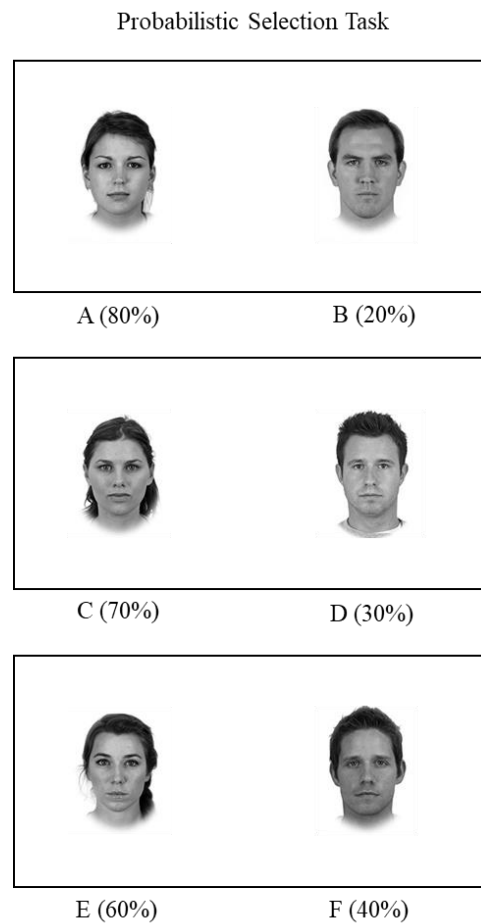 Probabilistic Selection Task
A (80%) B (20%)
C (70%) D (30%)
E (60%) F (40%)